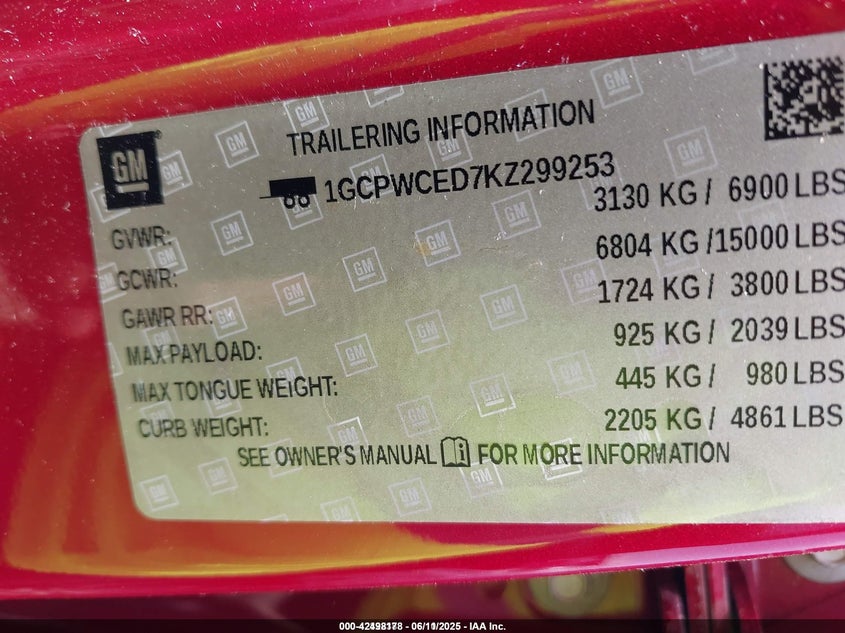 GM
TRAILERING INFORMATION
1GCPWCED7KZ299253
GVWR: 3130 KG / 6900 LBS
GCWR: 6804 KG /15000 LBS
GAWR RR: 1724 KG / 3800 LBS
MAX PAYLOAD: 925 KG / 2039 LBS
MAX TONGUE WEIGHT: 445 KG / 980 LBS
CURB WEIGHT: 2205 KG / 4861 LBS
SEE OWNER'S MANUAL FOR MORE INFORMATION
2025 - IAA Inc.